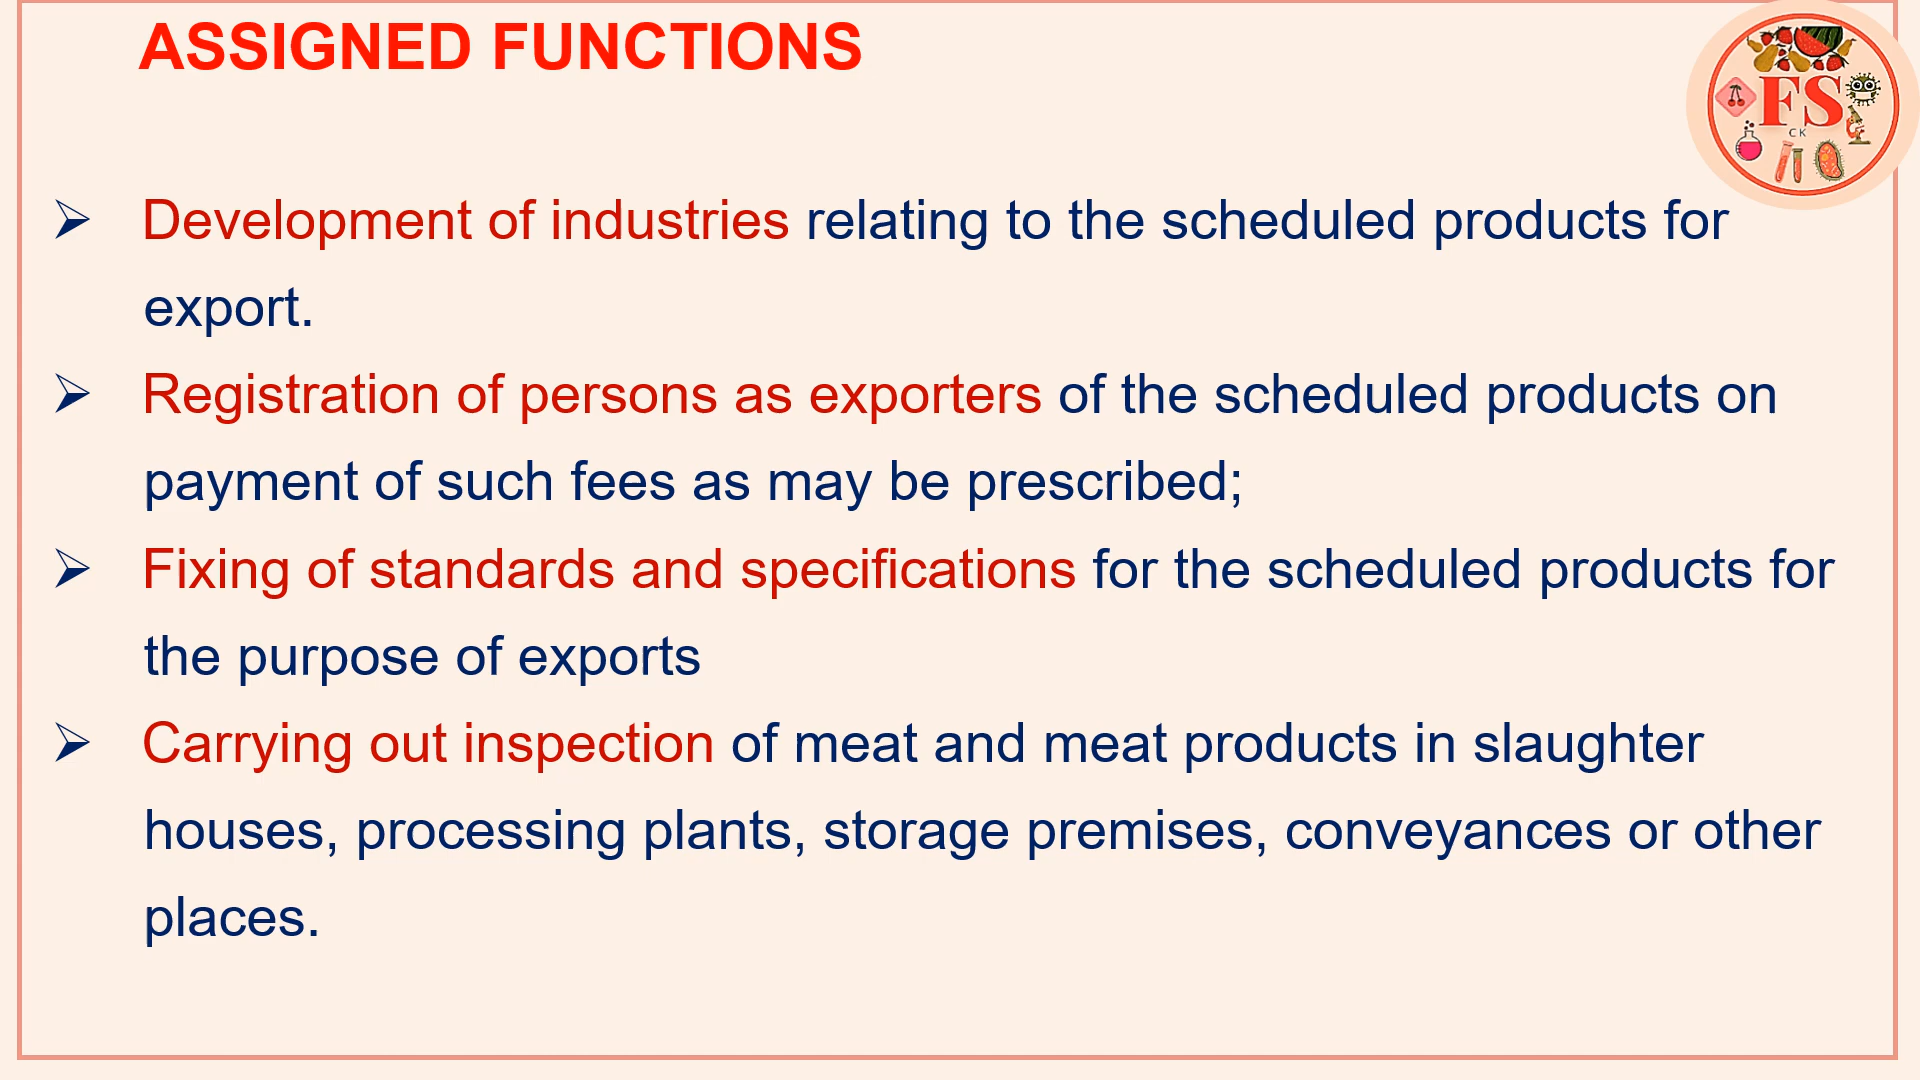 ASSIGNED FUNCTIONS
FS
CK
➢ Development of industries relating to the scheduled products for
export.
➢ Registration of persons as exporters of the scheduled products on
payment of such fees as may be prescribed;
➢ Fixing of standards and specifications for the scheduled products for
the purpose of exports
➢ Carrying out inspection of meat and meat products in slaughter
houses, processing plants, storage premises, conveyances or other
places.